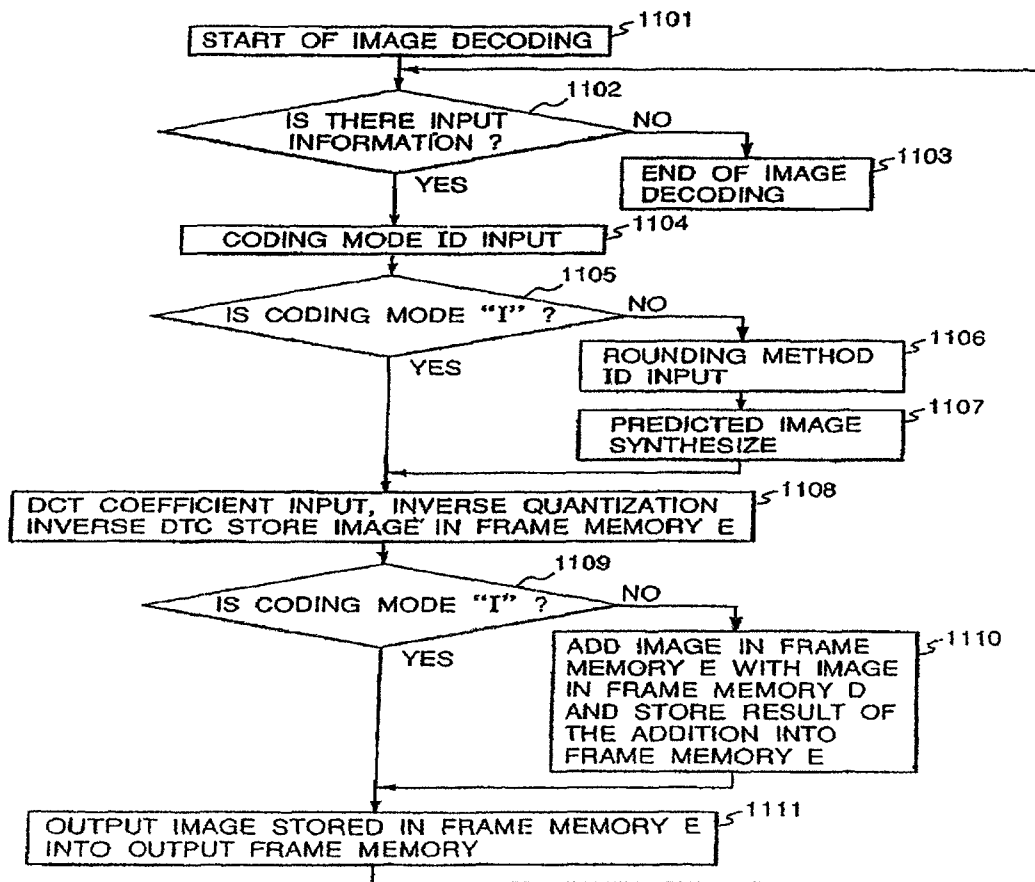 START OF IMAGE DECODING
1101
1102
IS THERE INPUT
INFORMATION ?
NO
1103
END OF IMAGE
DECODING
YES
1104
CODING MODE ID INPUT
1105
IS CODING MODE "I" ?
NO
1106
ROUNDING METHOD
ID INPUT
YES
1107
PREDICTED IMAGE
SYNTHESIZE
1108
DCT COEFFICIENT INPUT, INVERSE QUANTIZATION
INVERSE DTC STORE IMAGE IN FRAME MEMORY E
1109
IS CODING MODE "I" ?
NO
1110
ADD IMAGE IN FRAME
MEMORY E WITH IMAGE
IN FRAME MEMORY D
AND STORE RESULT OF
THE ADDITION INTO
FRAME MEMORY E
YES
1111
OUTPUT IMAGE STORED IN FRAME MEMORY E
INTO OUTPUT FRAME MEMORY